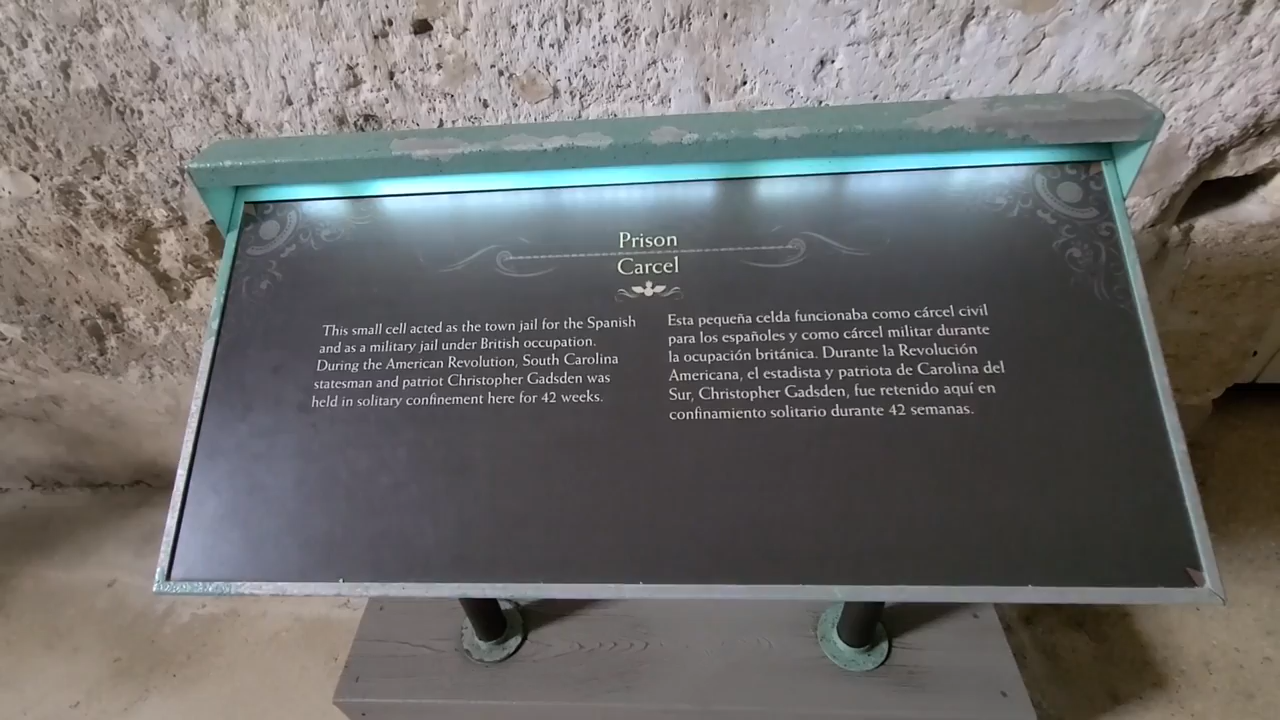 Prison
Carcel
This small cell acted as the town jail for the Spanish
and as a military jail under British occupation.
During the American Revolution, South Carolina
statesman and patriot Christopher Gadsden was
held in solitary confinement here for 42 weeks.
Esta pequeña celda funcionaba como cárcel civil
para los españoles y como cárcel militar durante
la ocupación británica. Durante la Revolución
Americana, el estadista y patriota de Carolina del
Sur, Christopher Gadsden, fue retenido aquí en
confinamiento solitario durante 42 semanas.